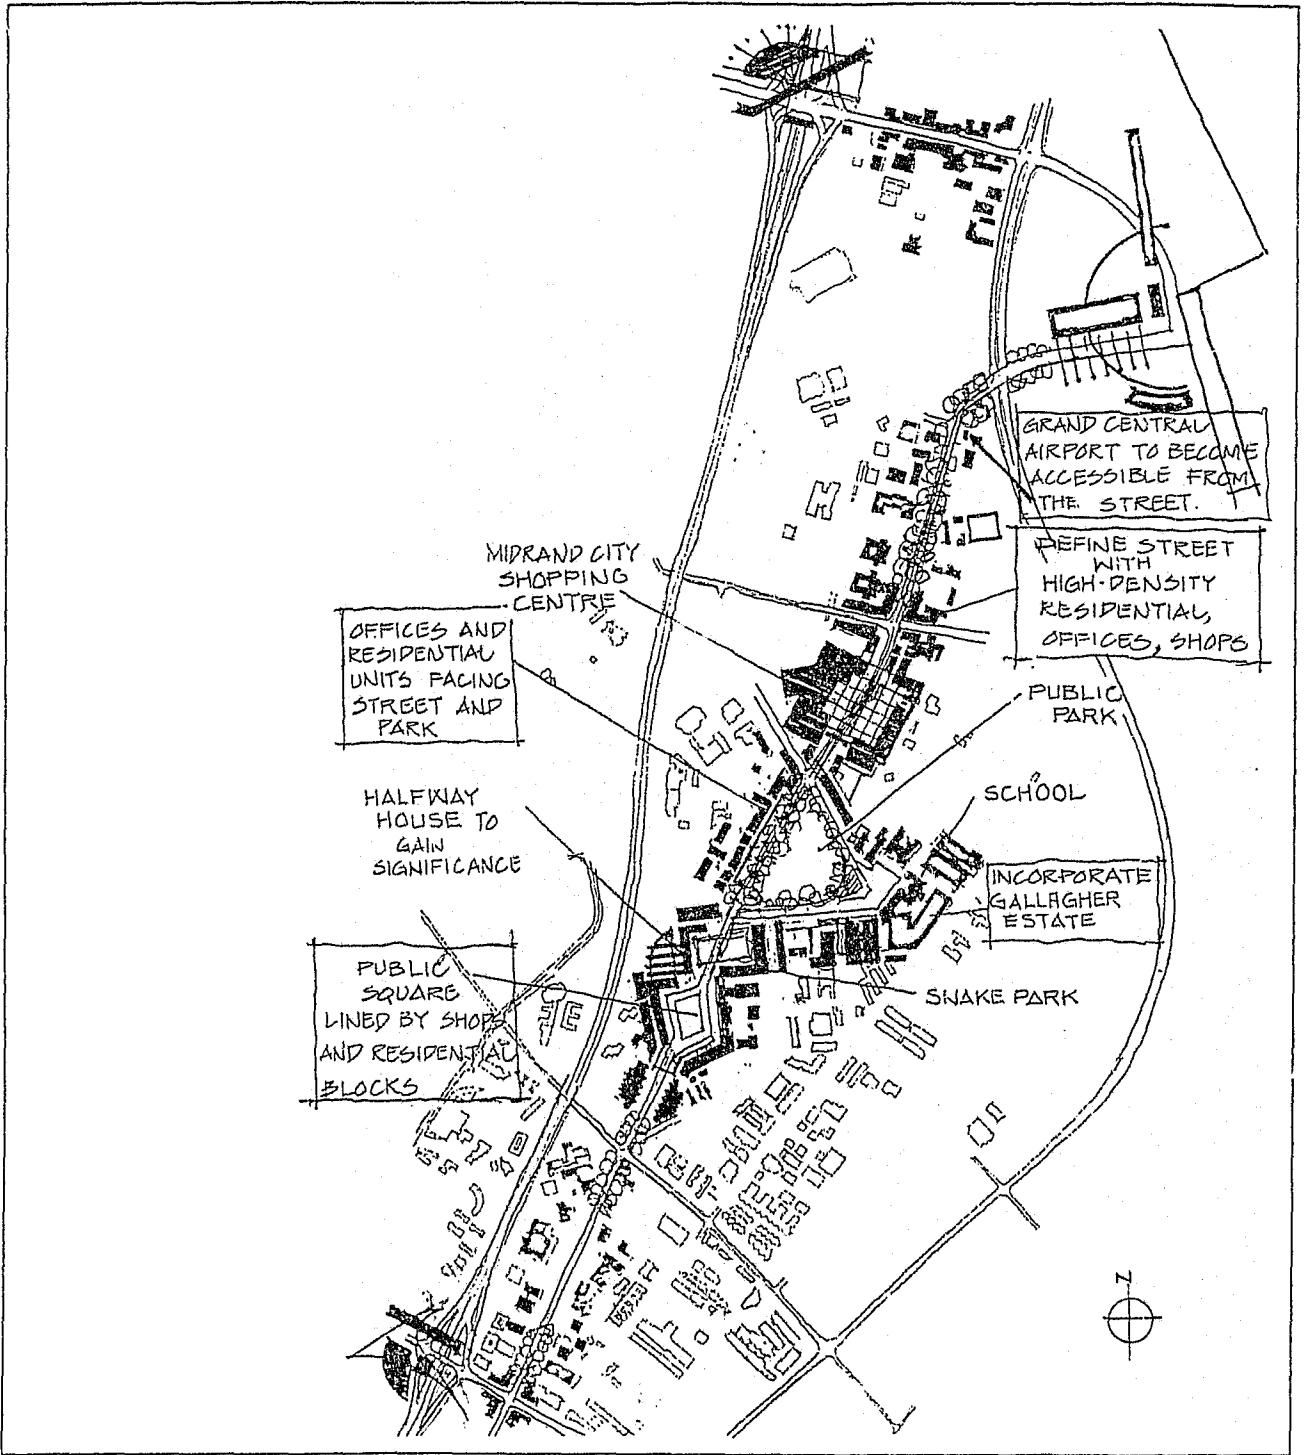 GRAND CENTRAL
AIRPORT TO BECOME
ACCESSIBLE FROM
THE STREET.
DEFINE STREET
WITH
HIGH-DENSITY
RESIDENTIAL,
OFFICES, SHOPS
MIDRAND CITY
SHOPPING
CENTRE
OFFICES AND
RESIDENTIAL
UNITS FACING
STREET AND
PARK
PUBLIC
PARK
HALFWAY
HOUSE TO
GAIN
SIGNIFICANCE
SCHOOL
INCORPORATE
GALLAGHER
ESTATE
PUBLIC
SQUARE
LINED BY SHOPS
AND RESIDENTIAL
BLOCKS
SNAKE PARK
N